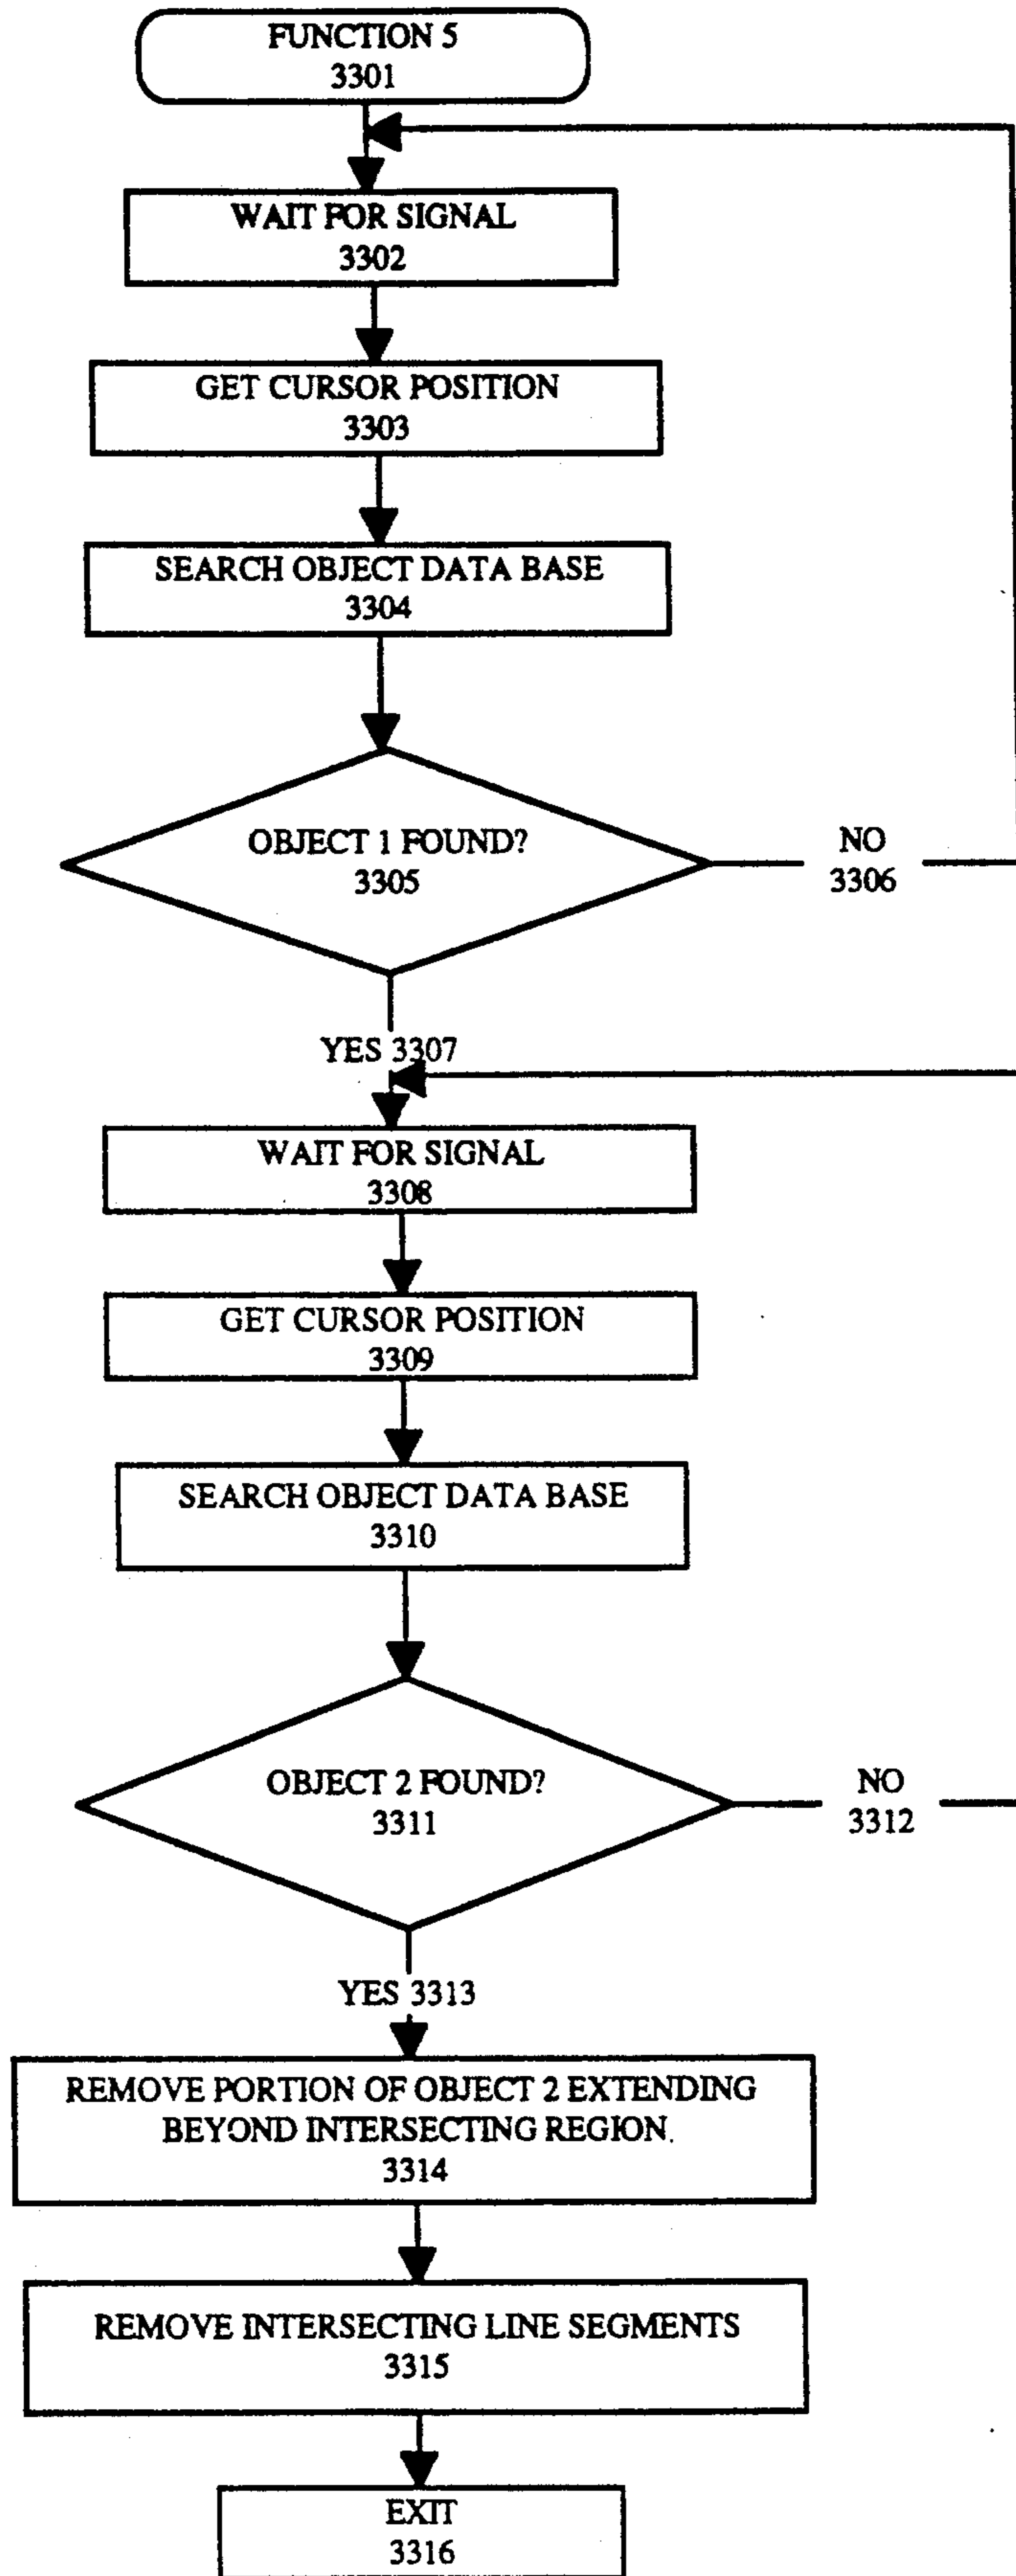 FUNCTION 5
3301
WAIT FOR SIGNAL
3302
GET CURSOR POSITION
3303
SEARCH OBJECT DATA BASE
3304
OBJECT 1 FOUND?
3305
NO
3306
YES 3307
WAIT FOR SIGNAL
3308
GET CURSOR POSITION
3309
SEARCH OBJECT DATA BASE
3310
OBJECT 2 FOUND?
3311
NO
3312
YES 3313
REMOVE PORTION OF OBJECT 2 EXTENDING
BEYOND INTERSECTING REGION.
3314
REMOVE INTERSECTING LINE SEGMENTS
3315
EXIT
3316